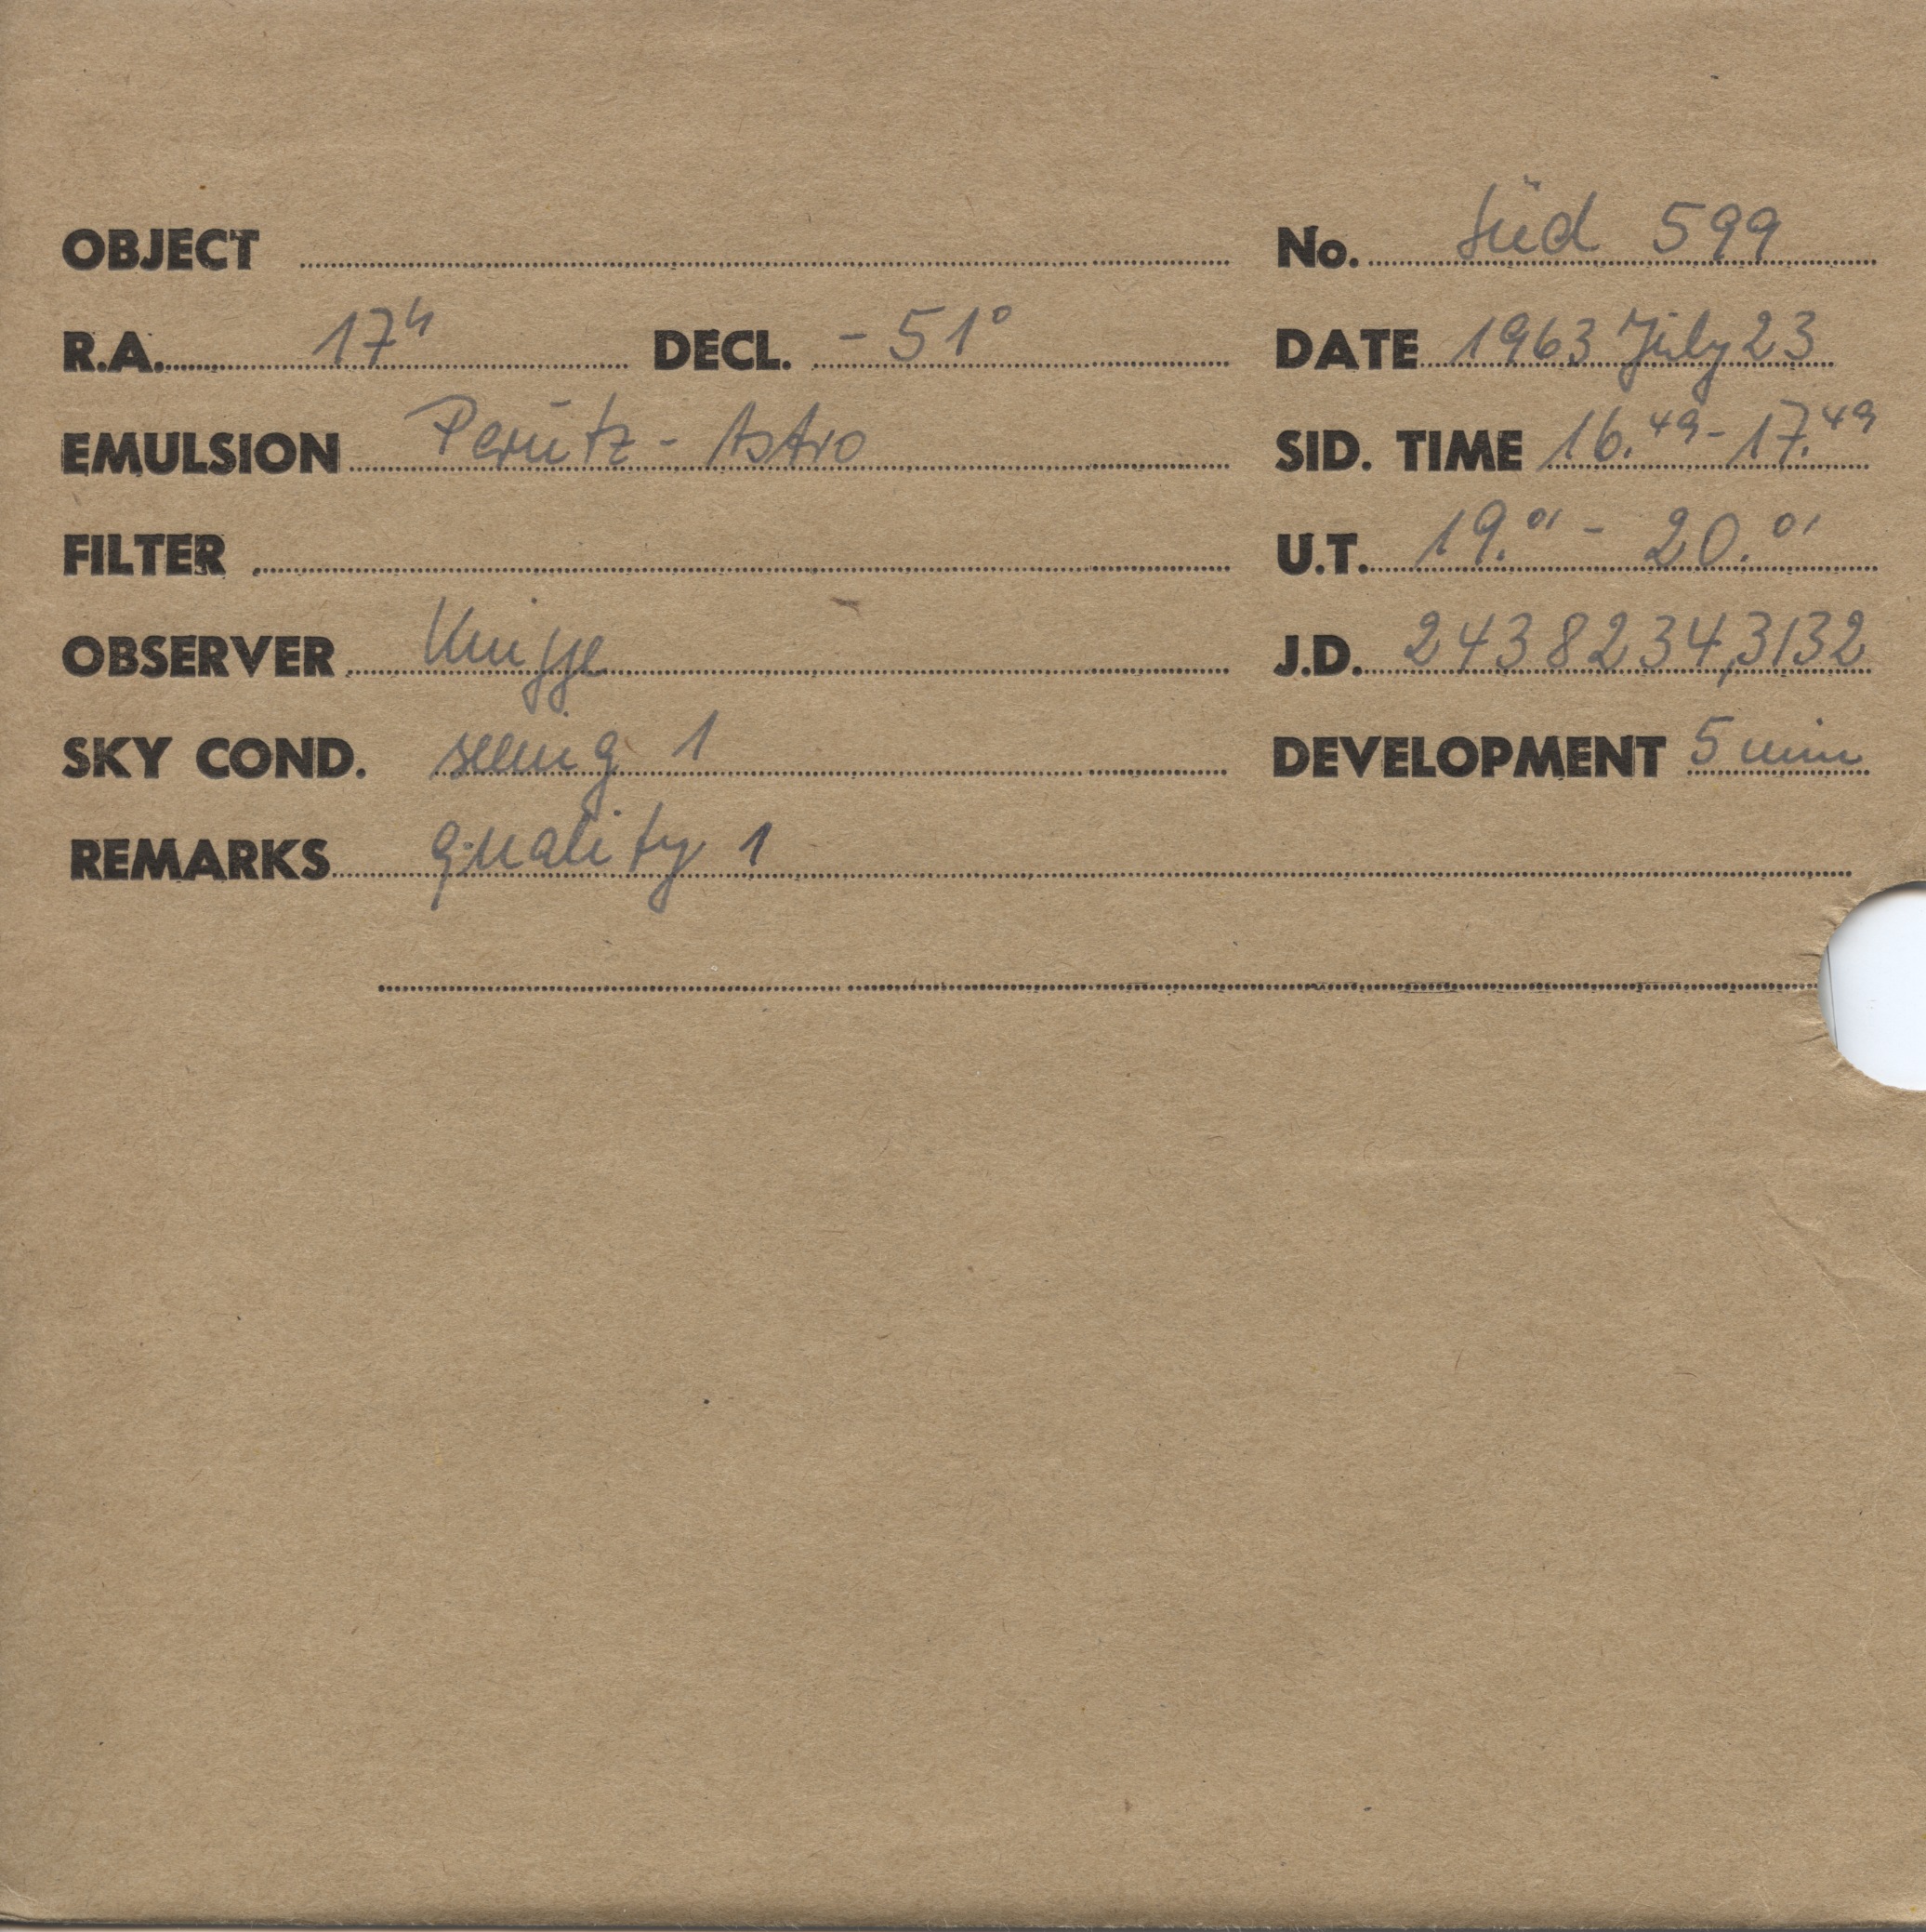 OBJECT No. Süd 599
R.A. 17h DECL. -51° DATE 1963 July 23
EMULSION Perutz - Astro SID. TIME 16.49 - 17.49
FILTER U.T. 19.01 - 20.01
OBSERVER Knigge J.D. 2438234,3132
SKY COND. seeing 1 DEVELOPMENT 5 min
REMARKS quality 1